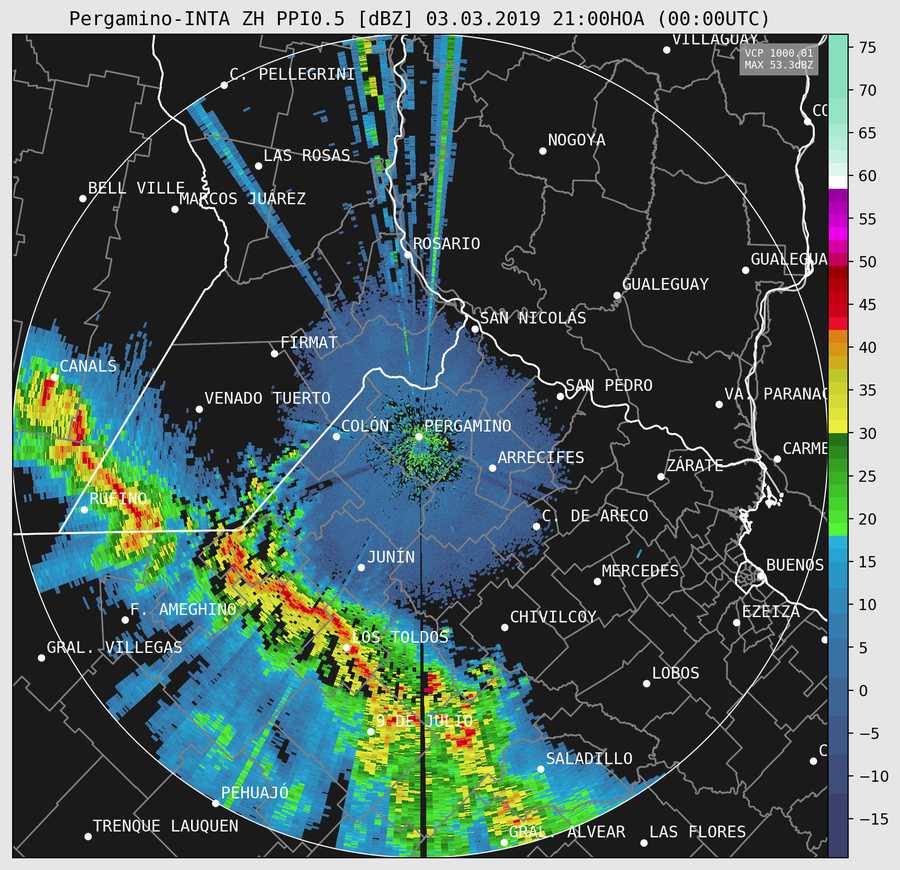 Pergamino-INTA ZH PPI0.5 [dBZ] 03.03.2019 21:00HOA (00:00UTC)
VILLAGUAY
VCP 1000.01
MAX 53.3dBZ
75
C. PELLEGRINI
70
CO
65
NOGOYA
LAS ROSAS
60
BELL VILLE
MARCOS JUÁREZ
55
ROSARIO
50
GUALEGUA
GUALEGUAY
45
SAN NICOLÁS
40
FIRMAT
CANALS
SAN PEDRO
35
VA. PARANAC
VENADO TUERTO
30
COLÓN
PERGAMINO
CARME
ARRECIFES
ZÁRATE
25
RUFINO
20
C. DE ARECO
JUNÍN
15
BUENOS
MERCEDES
10
F. AMEGHINO
EZEIZA
CHIVILCOY
LOS TOLDOS
5
GRAL. VILLEGAS
LOBOS
0
9 DE JULIO
−5
C
SALADILLO
−10
PEHUAJÓ
−15
TRENQUE LAUQUEN
GRAL. ALVEAR
LAS FLORES